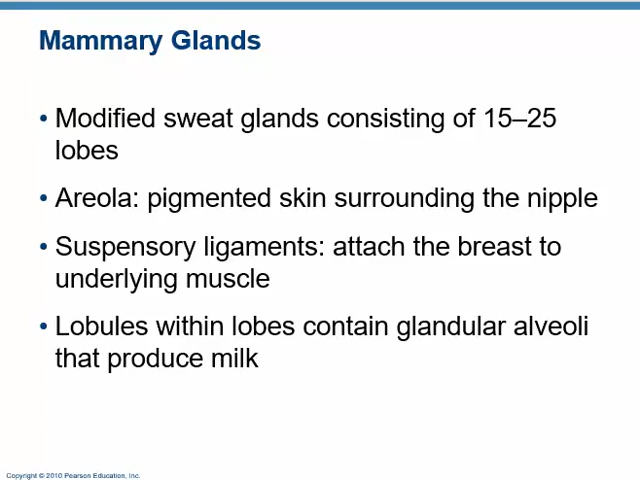 Mammary Glands
• Modified sweat glands consisting of 15–25
lobes
• Areola: pigmented skin surrounding the nipple
• Suspensory ligaments: attach the breast to
underlying muscle
• Lobules within lobes contain glandular alveoli
that produce milk
Copyright © 2010 Pearson Education, Inc.